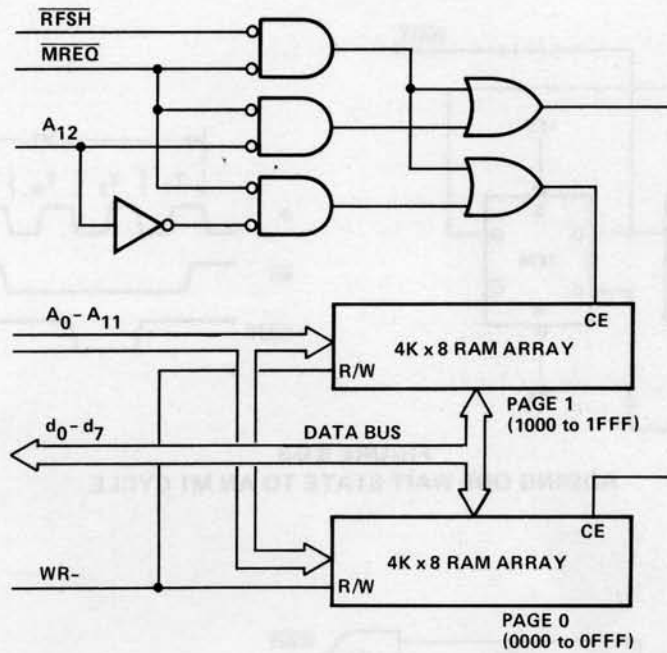 RFSH
MREQ
A12
A0-A11
CE
4K x 8 RAM ARRAY
R/W
PAGE 1
(1000 to 1FFF)
d0-d7
DATA BUS
CE
4K x 8 RAM ARRAY
WR-
R/W
PAGE 0
(0000 to 0FFF)